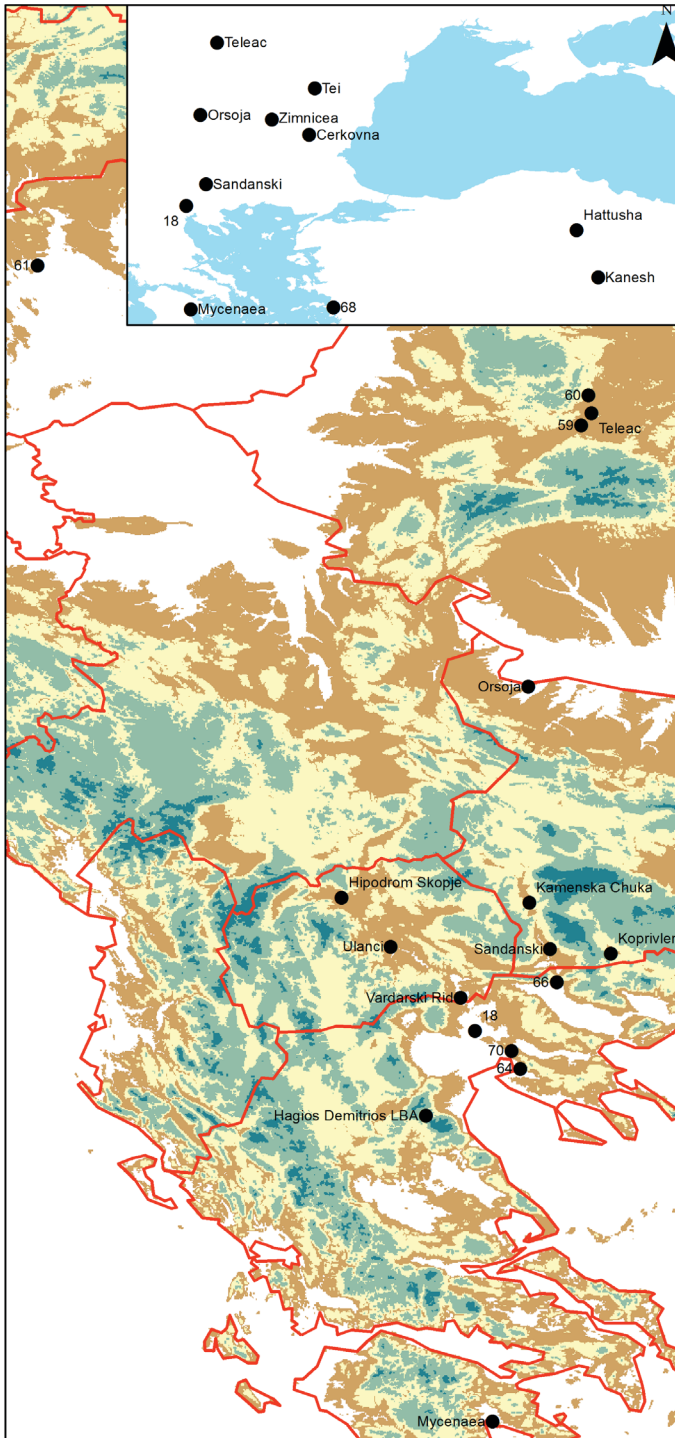 N
Teleac
Tei
Orsoja
Zimnicea
Cerkovna
Sandanski
18
Hattusha
61
Kanesh
Mycenaea
68
60
59
Teleac
Orsoja
Hipodrom Skopje
Kamenska Chuka
Ulanci
Sandanski
Koprivlen
66
Vardarski Rid
18
70
64
Hagios Demitrios LBA
Mycenaea